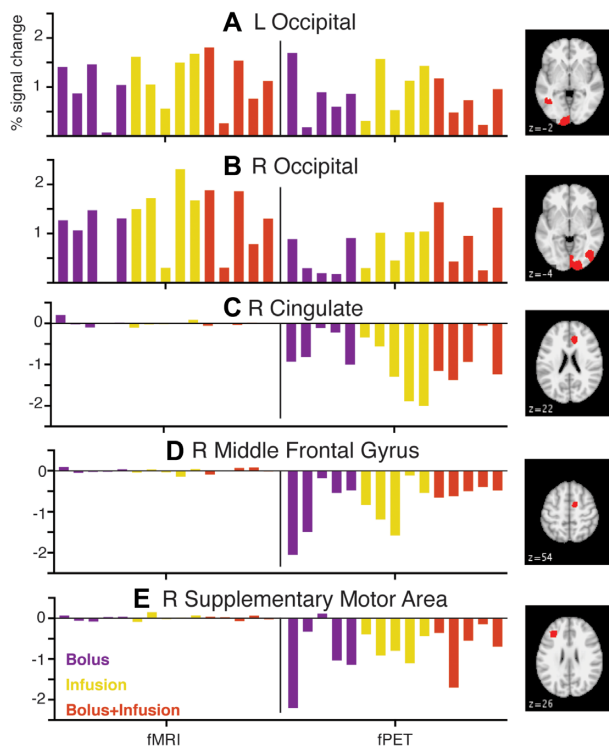 A L Occipital
% signal change
2
1
0
z=-2
B R Occipital
2
1
z=-4
C R Cingulate
0
-1
-2
z=22
D R Middle Frontal Gyrus
0
-1
-2
z=54
E R Supplementary Motor Area
0
-1
-2
Bolus
Infusion
Bolus+Infusion
z=26
fMRI
fPET